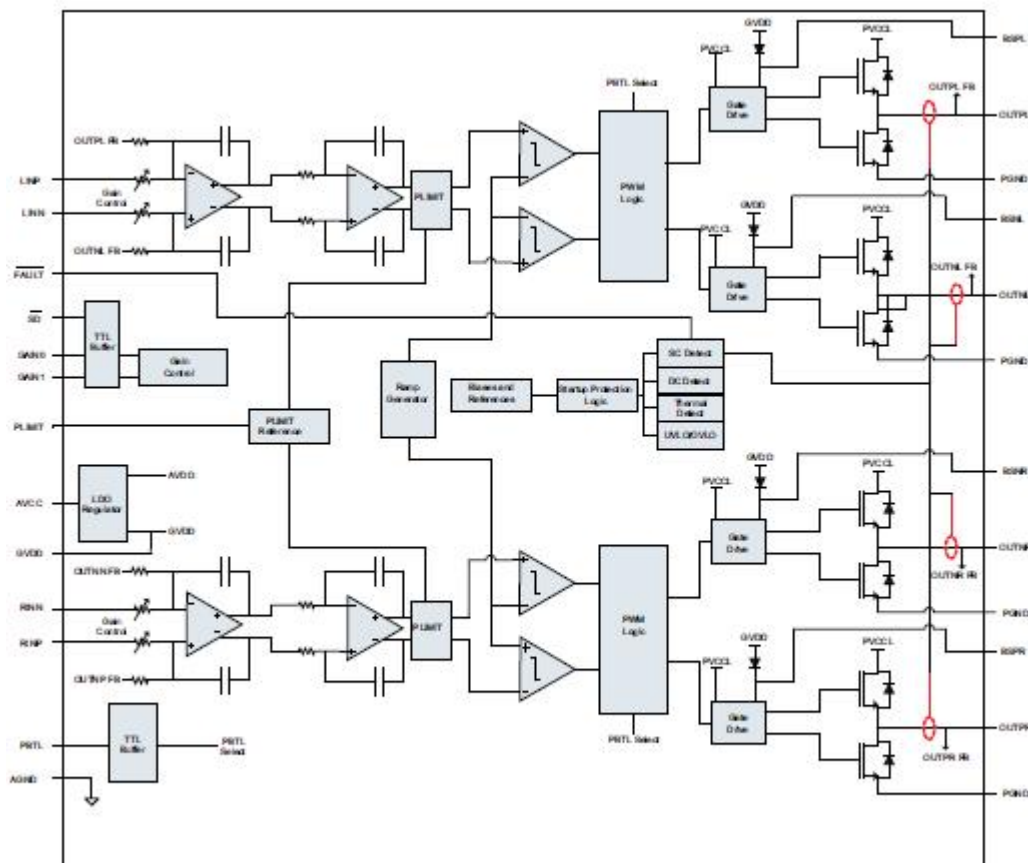 GVDD
PVCCL
PVCCL
BSPL
PBTL Select
Gate
Drive
OUTPL FB
OUTPL FB
OUTPL
LINP
Gain
Control
PLIMIT
PWM
Logic
PGND
LINN
GVDD
PVCCL
BSNL
OUTNL FB
PVCCL
FAULT
Gate
Drive
OUTNL FB
OUTNL
SD
TTL
Buffer
GAIN0
GAIN1
Gain
Control
Ramp
Generator
Biases and
References
Startup Protection
Logic
SC Detect
DC Detect
Thermal
Detect
UVLO/OVLO
PGND
PLIMIT
PLIMIT
Reference
GVDD
PVCCL
PVCCL
BSNR
AVCC
LDO
Regulator
AVDD
GVDD
GVDD
Gate
Drive
OUTNR
OUTNR FB
OUTNN FB
RINN
Gain
Control
PLIMIT
PWM
Logic
PGND
RINP
GVDD
PVCCL
PVCCL
BSPR
OUTNP FB
Gate
Drive
OUTPR
OUTPR FB
PBTL
TTL
Buffer
PBTL
Select
PBTL Select
AGND
PGND